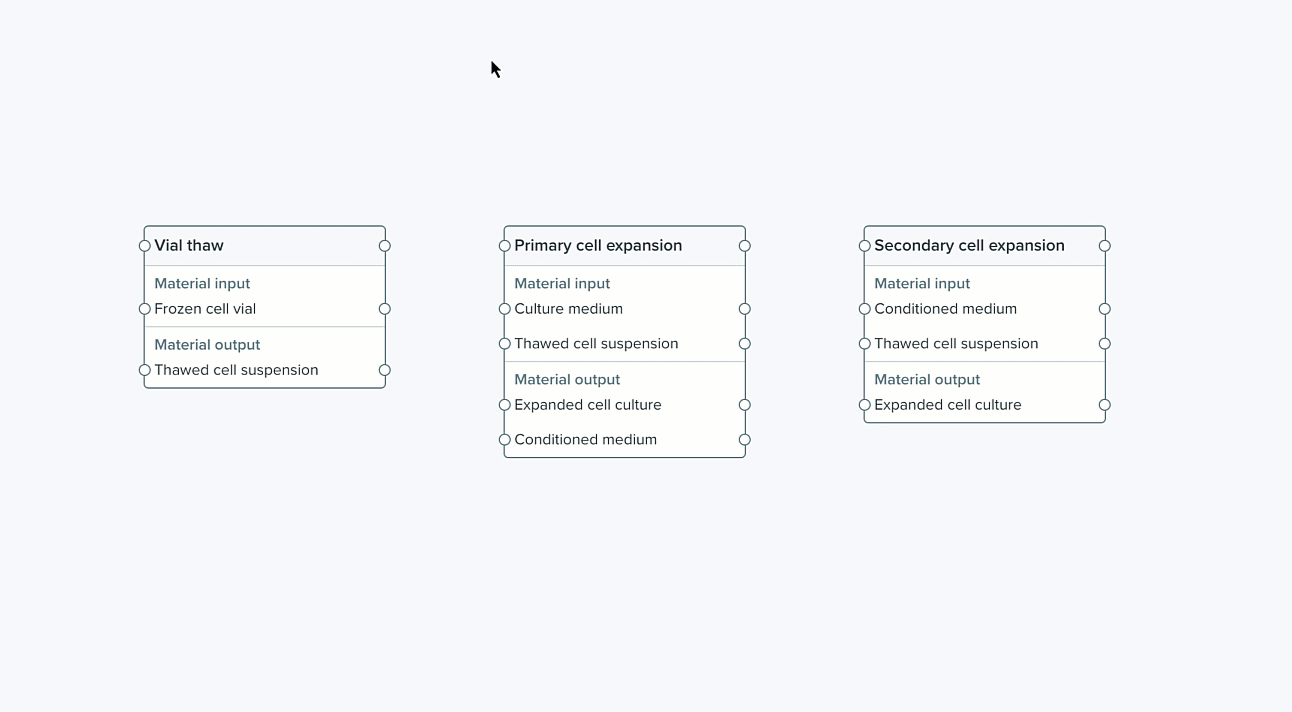 Vial thaw
Material input
Frozen cell vial
Material output
Thawed cell suspension
Primary cell expansion
Material input
Culture medium
Thawed cell suspension
Material output
Expanded cell culture
Conditioned medium
Secondary cell expansion
Material input
Conditioned medium
Thawed cell suspension
Material output
Expanded cell culture